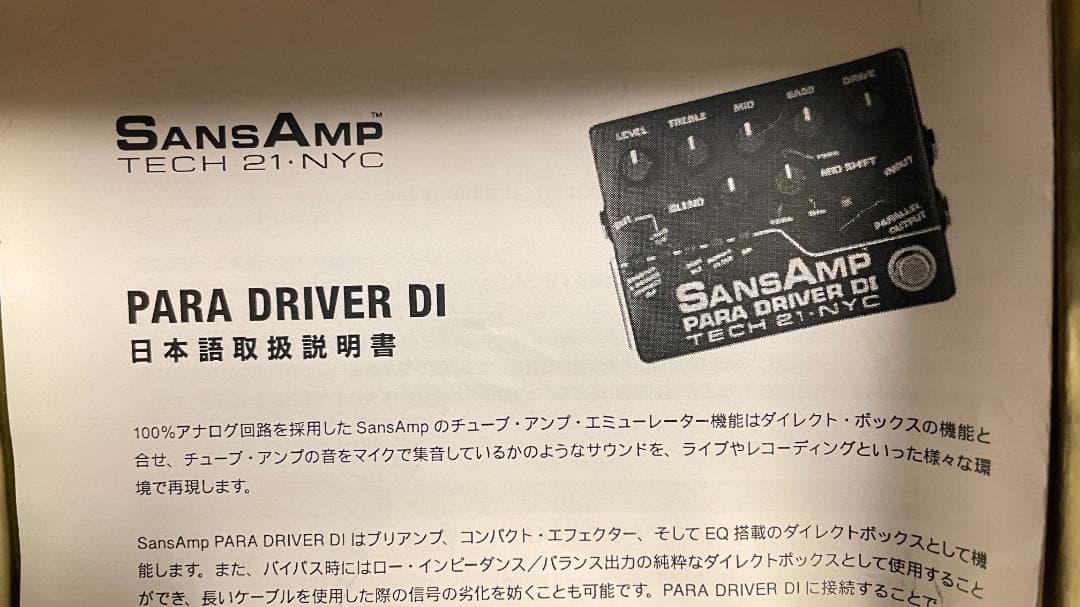 SANSAMP™
TECH 21·NYC
LEVEL TREBLE MID BASS DRIVE
BLEND MID SHIFT INPUT
OUT
PARALLEL
OUTPUT
SANSAMP
PARA DRIVER DI
TECH 21·NYC
PARA DRIVER DI
日本語取扱説明書
100%アナログ回路を採用した SansAmp のチューブ・アンプ・エミューレーター機能はダイレクト・ボックスの機能と
合せ、チューブ・アンプの音をマイクで集音しているかのようなサウンドを、ライブやレコーディングといった様々な環
境で再現します。
SansAmp PARA DRIVER DI はプリアンプ、コンパクト・エフェクター、そして EQ 搭載のダイレクトボックスとして機
能します。また、バイパス時にはロー・インピーダンス／バランス出力の純粋なダイレクトボックスとして使用すること
ができ、長いケーブルを使用した際の信号の劣化を妨くことも可能です。PARA DRIVER DI に接続することで